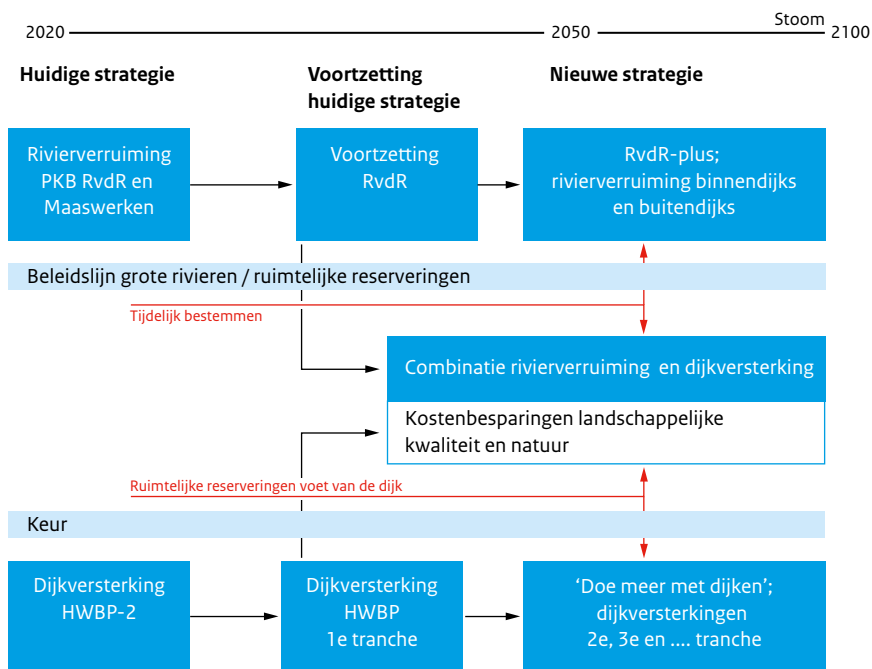 Stoom
2020
2050
2100
Huidige strategie
Voortzetting
huidige strategie
Nieuwe strategie
Rivierverruiming
PKB RvdR en
Maaswerken
Voortzetting
RvdR
RvdR-plus;
rivierverruiming binnendijks
en buitendijks
Beleidslijn grote rivieren / ruimtelijke reserveringen
Tijdelijk bestemmen
Combinatie rivierverruiming en dijkversterking
Kostenbesparingen landschappelijke
kwaliteit en natuur
Ruimtelijke reserveringen voet van de dijk
Keur
Dijkversterking
HWBP-2
Dijkversterking
HWBP
1e tranche
‘Doe meer met dijken’;
dijkversterkingen
2e, 3e en .... tranche